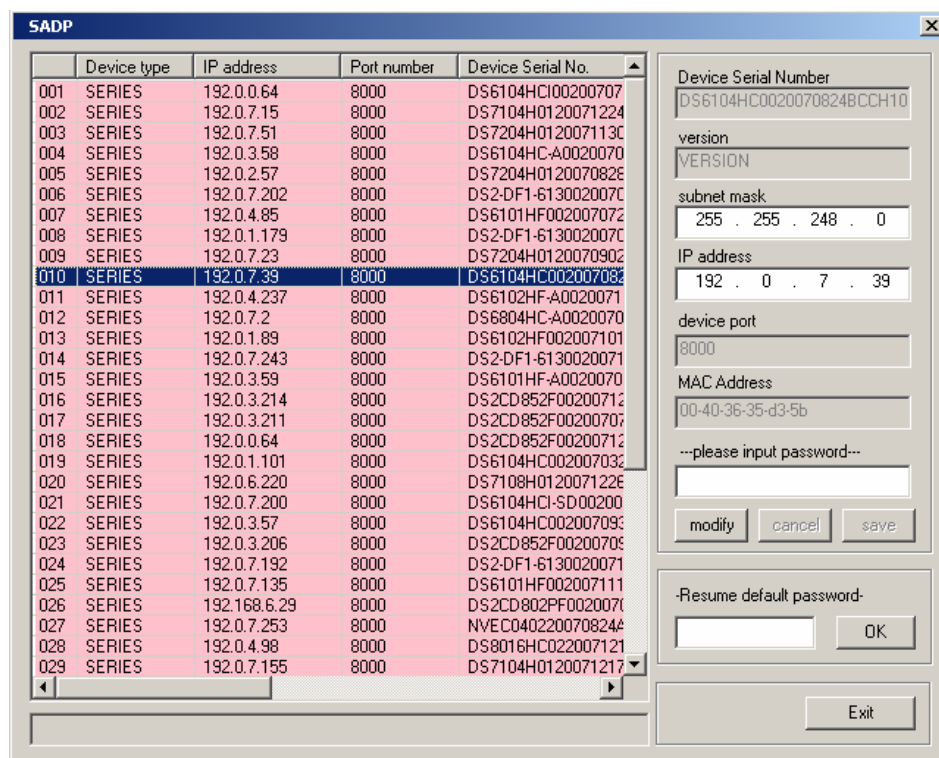 SADP
Device type IP address Port number Device Serial No.
001 SERIES 192.0.0.64 8000 DS6104HCI00200707
002 SERIES 192.0.7.15 8000 DS7104H0120071224
003 SERIES 192.0.7.51 8000 DS7204H012007113C
004 SERIES 192.0.3.58 8000 DS6104HC-A0020070
005 SERIES 192.0.2.57 8000 DS7204H0120070828
006 SERIES 192.0.7.202 8000 DS2-DF1-613002007C
007 SERIES 192.0.4.85 8000 DS6101HF002007072
008 SERIES 192.0.1.179 8000 DS2-DF1-613002007C
009 SERIES 192.0.7.23 8000 DS7204H0120070902
010 SERIES 192.0.7.39 8000 DS6104HC002007082
011 SERIES 192.0.4.237 8000 DS6102HF-A0020071
012 SERIES 192.0.7.2 8000 DS6804HC-A0020070
013 SERIES 192.0.1.89 8000 DS6102HF002007101
014 SERIES 192.0.7.243 8000 DS2-DF1-6130020071
015 SERIES 192.0.3.59 8000 DS6101HF-A0020070
016 SERIES 192.0.3.214 8000 DS2CD852F00200712
017 SERIES 192.0.3.211 8000 DS2CD852F00200707
018 SERIES 192.0.0.64 8000 DS2CD852F00200712
019 SERIES 192.0.1.101 8000 DS6104HC002007032
020 SERIES 192.0.6.220 8000 DS7108H0120071226
021 SERIES 192.0.7.200 8000 DS6104HCI-SD00200
022 SERIES 192.0.3.57 8000 DS6104HC002007093
023 SERIES 192.0.3.206 8000 DS2CD852F00200709
024 SERIES 192.0.7.192 8000 DS2-DF1-6130020071
025 SERIES 192.0.7.135 8000 DS6101HF002007111
026 SERIES 192.168.6.29 8000 DS2CD802PF0020070
027 SERIES 192.0.7.253 8000 NVEC040220070824A
028 SERIES 192.0.4.98 8000 DS8016HC022007121
029 SERIES 192.0.7.155 8000 DS7104H0120071217
Device Serial Number
DS6104HC0020070824BCCH10
version
VERSION
subnet mask
255 . 255 . 248 . 0
IP address
192 . 0 . 7 . 39
device port
8000
MAC Address
00-40-36-35-d3-5b
---please input password---
modify cancel save
-Resume default password-
OK
Exit